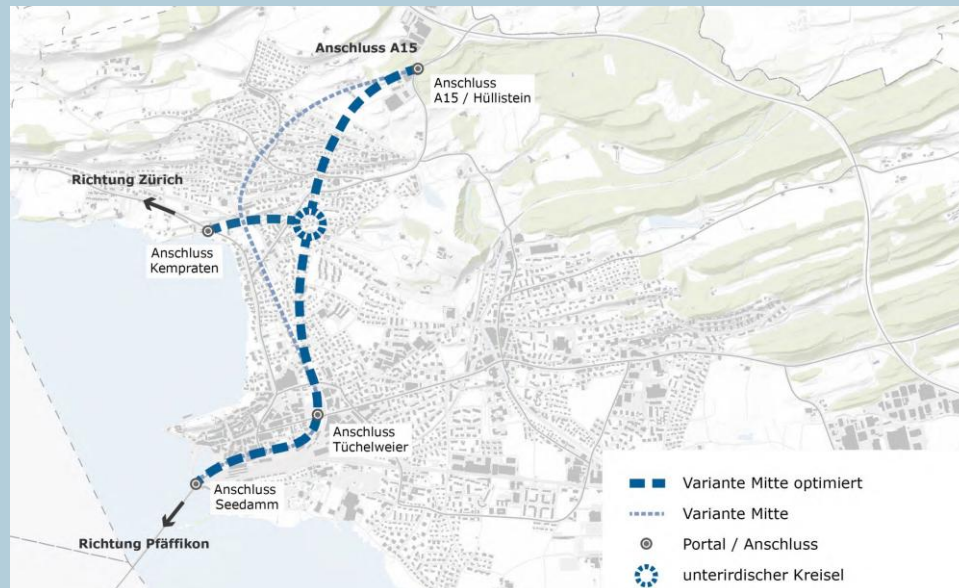 Anschluss A15
Anschluss
A15 / Hüllistein
Richtung Zürich
Anschluss
Kempraten
Anschluss
Tüchelweier
Anschluss
Seedamm
Richtung Pfäffikon
Variante Mitte optimiert
Variante Mitte
Portal / Anschluss
unterirdischer Kreisel